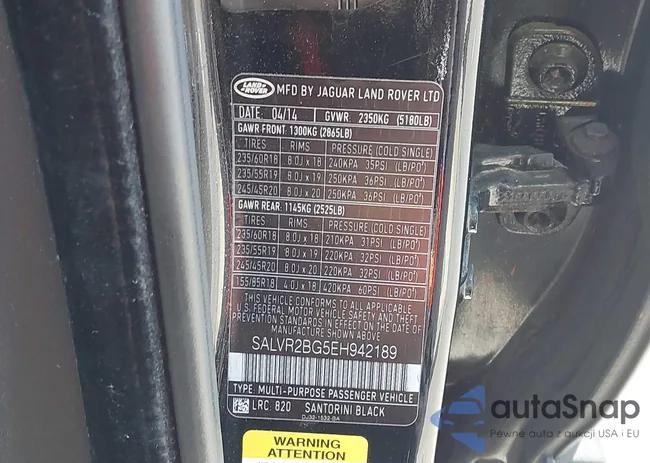 LAND
ROVER
MFD BY JAGUAR LAND ROVER LTD
DATE: 04/14 GVWR: 2350KG (5180LB)
GAWR FRONT: 1300KG (2865LB)
TIRES RIMS PRESSURE (COLD SINGLE)
235/60R18 8.0J x 18 240KPA 35PSI (LB/PO²)
235/55R19 8.0J x 19 250KPA 36PSI (LB/PO²)
245/45R20 8.0J x 20 250KPA 36PSI (LB/PO²)
GAWR REAR: 1145KG (2525LB)
TIRES RIMS PRESSURE (COLD SINGLE)
235/60R18 8.0J x 18 210KPA 31PSI (LB/PO²)
235/55R19 8.0J x 19 220KPA 32PSI (LB/PO²)
245/45R20 8.0J x 20 220KPA 32PSI (LB/PO²)
155/85R18 4.0J x 18 420KPA 60PSI (LB/PO²)
THIS VEHICLE CONFORMS TO ALL APPLICABLE
U.S. FEDERAL MOTOR VEHICLE SAFETY AND THEFT
PREVENTION STANDARDS IN EFFECT ON THE DATE OF
MANUFACTURE SHOWN ABOVE
SALVR2BG5EH942189
TYPE: MULTI-PURPOSE PASSENGER VEHICLE
LRC: 820 SANTORINI BLACK
DJ32-1532-BA
WARNING
ATTENTION
autaSnap
Pewne auta z aukcji USA i EU